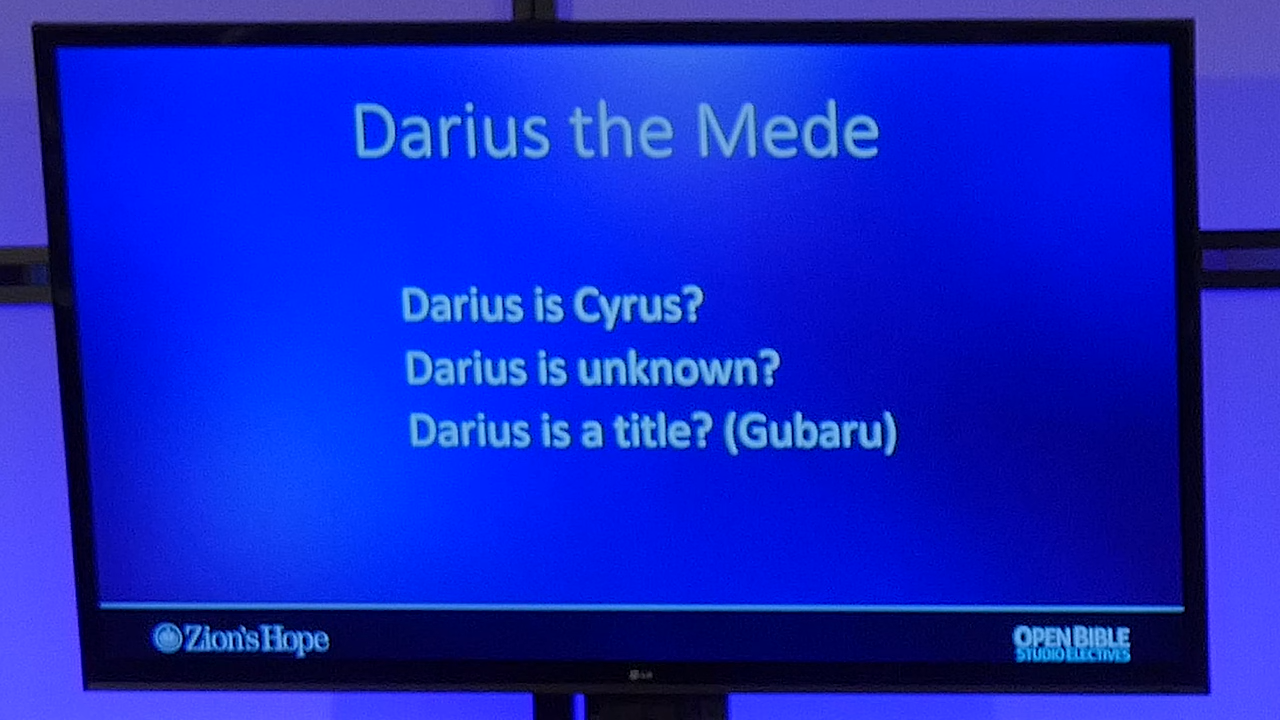 Darius the Mede
Darius is Cyrus?
Darius is unknown?
Darius is a title? (Gubaru)
Zion's Hope
OPEN BIBLE
STUDIO ELECTIVES
LG